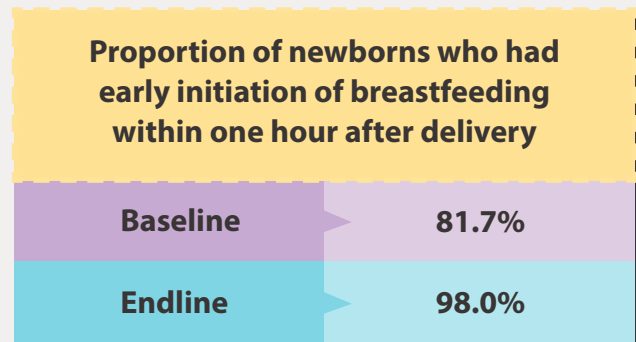 Proportion of newborns who had
early initiation of breastfeeding
within one hour after delivery
Baseline 81.7%
Endline 98.0%